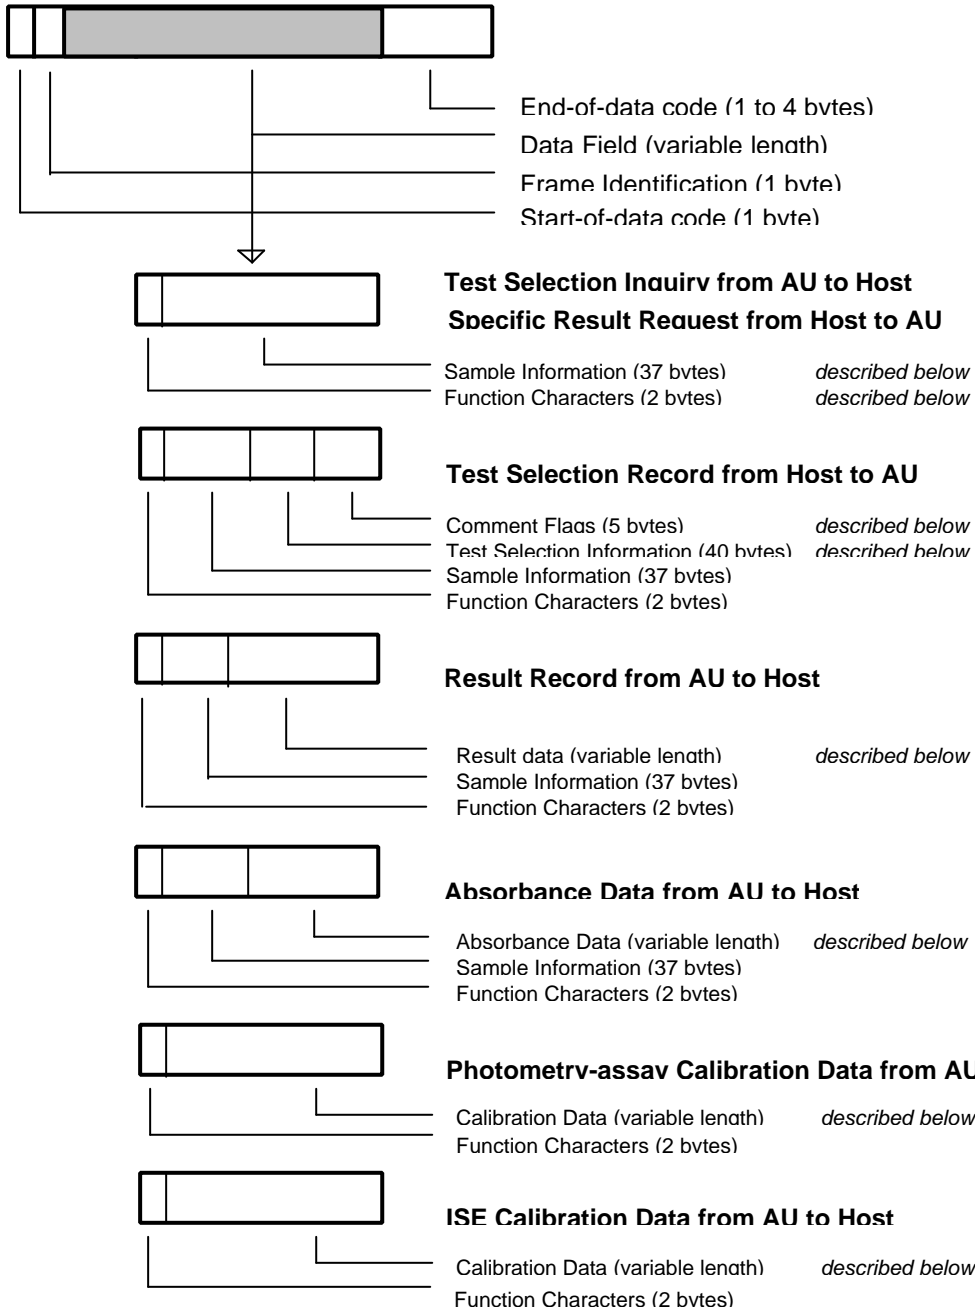 End-of-data code (1 to 4 bytes)
Data Field (variable length)
Frame Identification (1 byte)
Start-of-data code (1 byte)
Test Selection Inquiry from AU to Host
Specific Result Request from Host to AU
Sample Information (37 bytes) described below
Function Characters (2 bytes) described below
Test Selection Record from Host to AU
Comment Flags (5 bytes) described below
Test Selection Information (40 bytes) described below
Sample Information (37 bytes)
Function Characters (2 bytes)
Result Record from AU to Host
Result data (variable length) described below
Sample Information (37 bytes)
Function Characters (2 bytes)
Absorbance Data from AU to Host
Absorbance Data (variable length) described below
Sample Information (37 bytes)
Function Characters (2 bytes)
Photometry-assay Calibration Data from AU
Calibration Data (variable length) described below
Function Characters (2 bytes)
ISE Calibration Data from AU to Host
Calibration Data (variable length) described below
Function Characters (2 bytes)